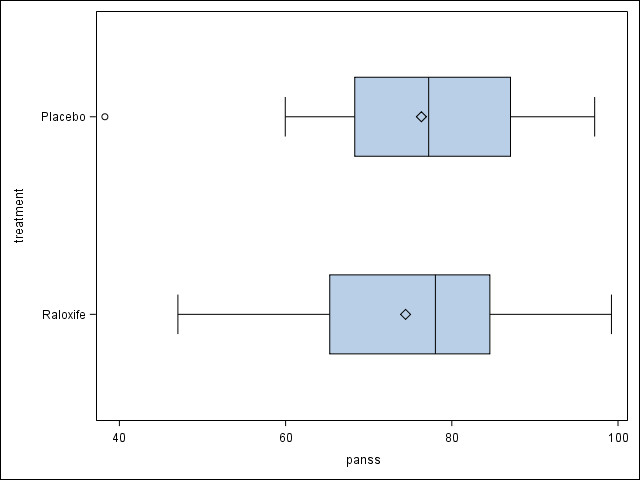 treatment
Placebo
Raloxife
40 60 80 100
panss